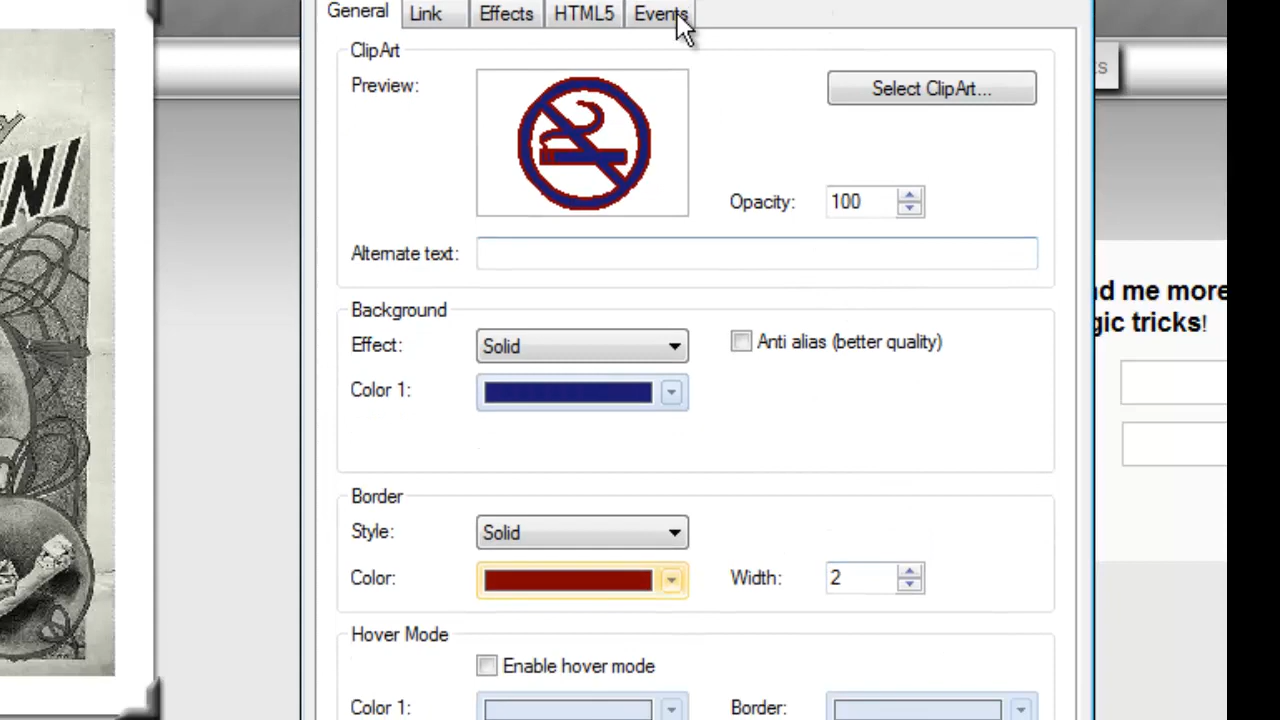 General Link Effects HTML5 Events
ClipArt
Preview:
Select ClipArt...
Opacity: 100
Alternate text:
Background
Effect: Solid
Anti alias (better quality)
Color 1:
Border
Style: Solid
Color:
Width: 2
Hover Mode
Enable hover mode
Color 1:
Border:
me more
tricks!